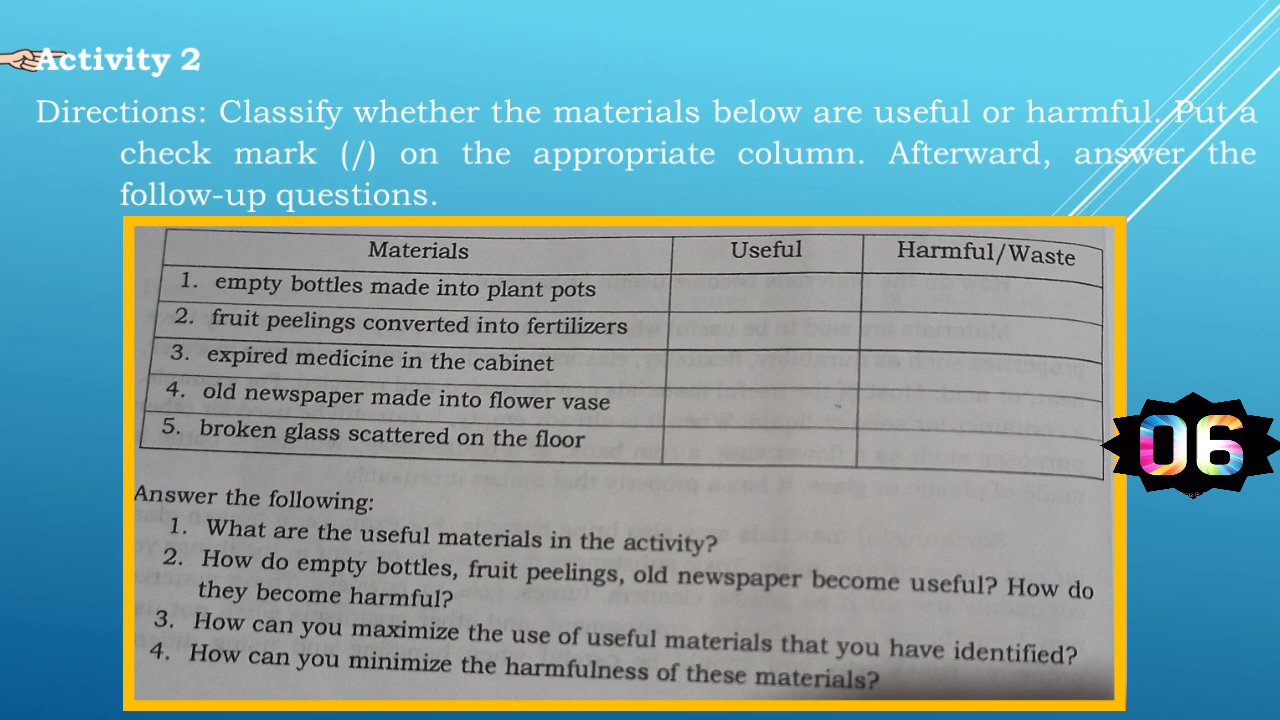 Activity 2
Directions: Classify whether the materials below are useful or harmful. Put a
check mark (/) on the appropriate column. Afterward, answer the
follow-up questions.
Materials Useful Harmful/Waste
1. empty bottles made into plant pots
2. fruit peelings converted into fertilizers
3. expired medicine in the cabinet
4. old newspaper made into flower vase
5. broken glass scattered on the floor
06
Answer the following:
1. What are the useful materials in the activity?
2. How do empty bottles, fruit peelings, old newspaper become useful? How do
they become harmful?
3. How can you maximize the use of useful materials that you have identified?
4. How can you minimize the harmfulness of these materials?